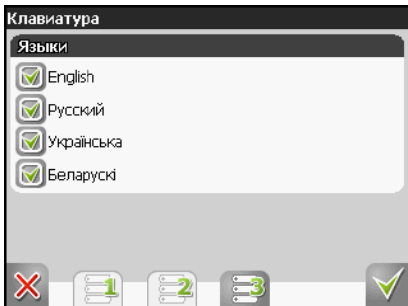 Клавиатура
Языки
English
Русский
Українська
Беларускі
1 2 3